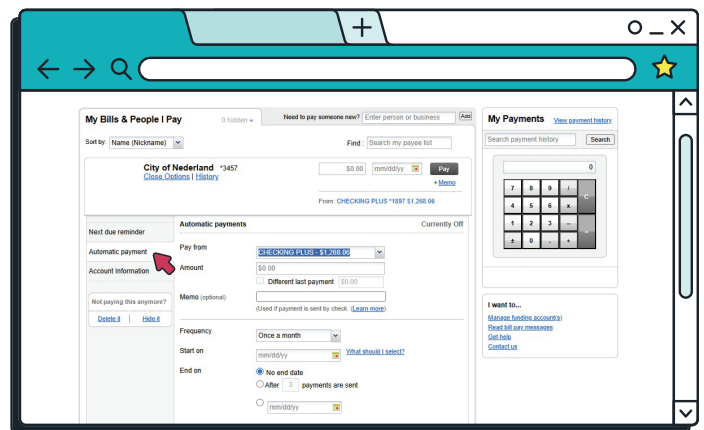 My Bills & People I Pay
0 hidden
Need to pay someone now? Enter person or business Add
Sort by: Name (Nickname)
Find : Search my payee list
City of Nederland *3457
Close Options | History
$0.00 mm/dd/yy Pay
+ Memo
From: CHECKING PLUS *1897 $1,268.06
Next due reminder
Automatic payment
Account Information
Not paying this anymore?
Delete it | Hide it
Automatic payments Currently Off
Pay from CHECKING PLUS - $1,268.06
Amount $0.00
Different last payment $0.00
Memo (optional)
(Used if payment is sent by check. (Learn more)
Frequency Once a month
Start on mm/dd/yy What should I select?
End on No end date
After 3 payments are sent
mm/dd/yy
My Payments View payment history
Search payment history Search
0
7 8 9 / C
4 5 6 x
1 2 3 – =
± 0 . +
I want to...
Manage funding account(s)
Read bill pay messages
Get help
Contact us